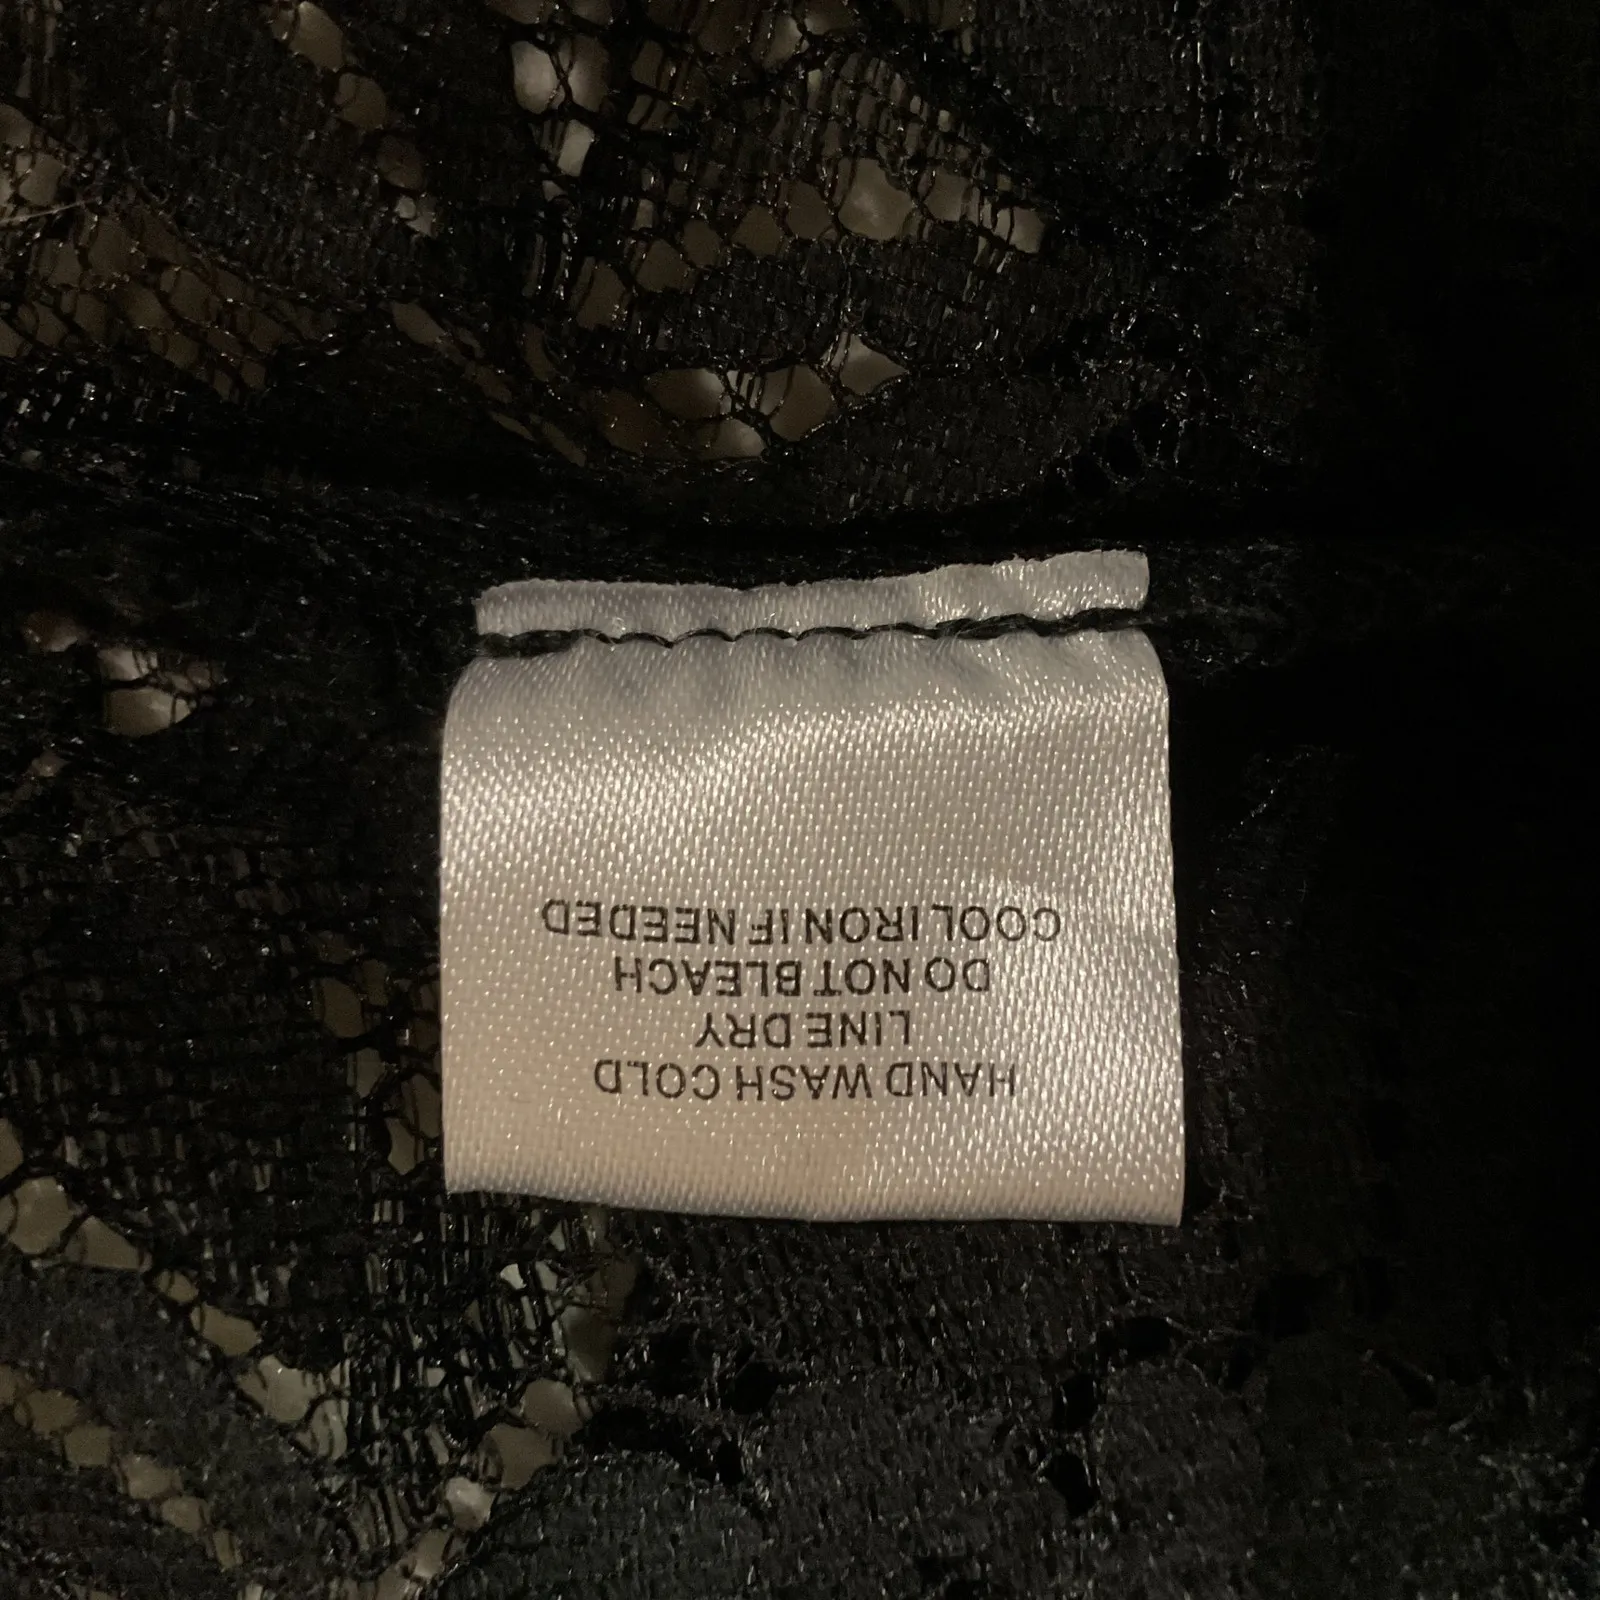 HAND WASH COLD
LINE DRY
DO NOT BLEACH
COOL IRON IF NEEDED